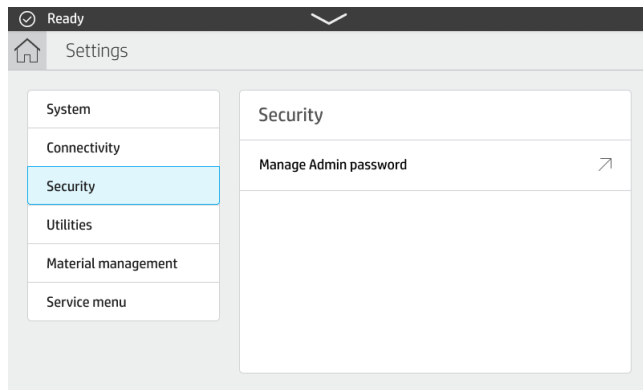 Ready
Settings
System
Connectivity
Security
Utilities
Material management
Service menu
Security
Manage Admin password